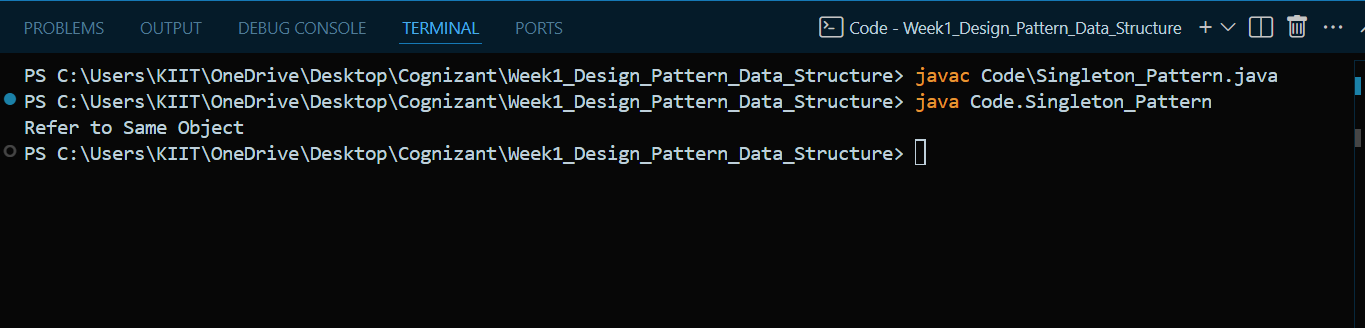 PROBLEMS OUTPUT DEBUG CONSOLE TERMINAL PORTS Code - Week1_Design_Pattern_Data_Structure
PS C:\Users\KIIT\OneDrive\Desktop\Cognizant\Week1_Design_Pattern_Data_Structure> javac Code\Singleton_Pattern.java
PS C:\Users\KIIT\OneDrive\Desktop\Cognizant\Week1_Design_Pattern_Data_Structure> java Code.Singleton_Pattern
Refer to Same Object
PS C:\Users\KIIT\OneDrive\Desktop\Cognizant\Week1_Design_Pattern_Data_Structure>